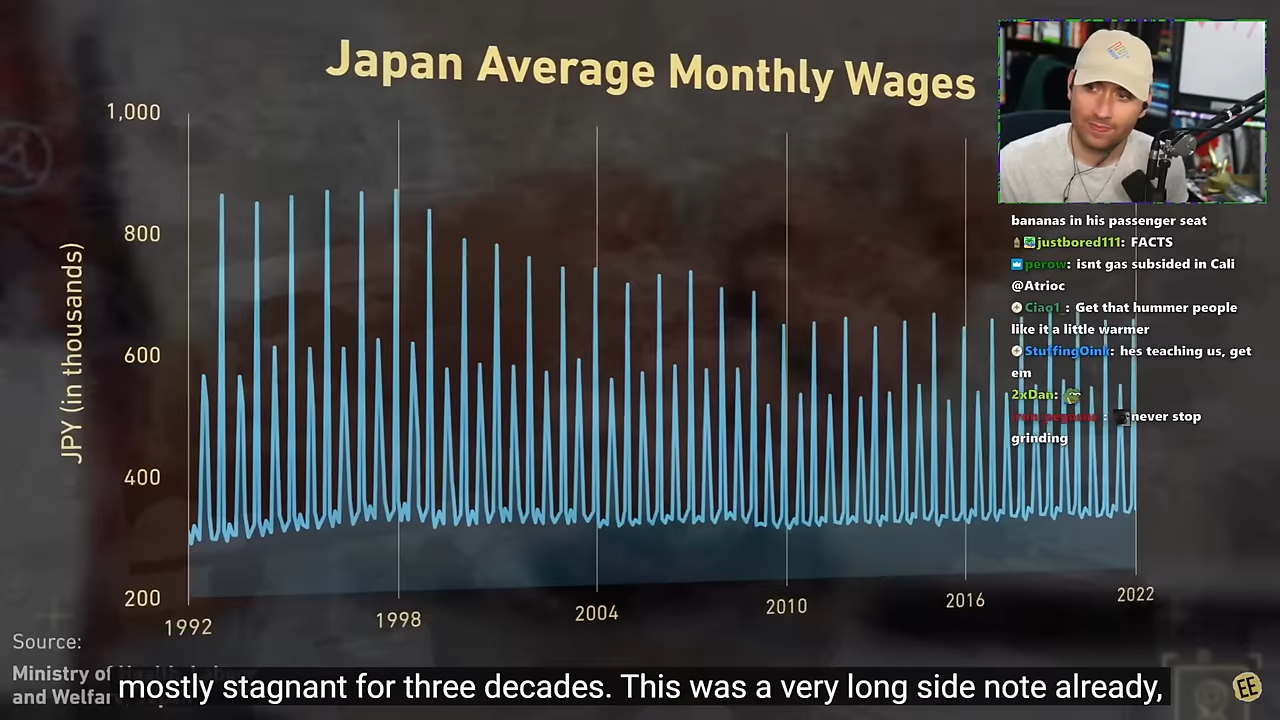 Japan Average Monthly Wages
1,000
800
600
400
200
JPY (in thousands)
1992
1998
2004
2010
2016
2022
Source:
Ministry of
and Welfar
mostly stagnant for three decades. This was a very long side note already,
EE
bananas in his passenger seat
justbored111: FACTS
perow: isnt gas subsided in Cali
@Atrioc
Ciao1 : Get that hummer people
like it a little warmer
StuffingOink: hes teaching us, get
em
2xDan:
: never stop
grinding